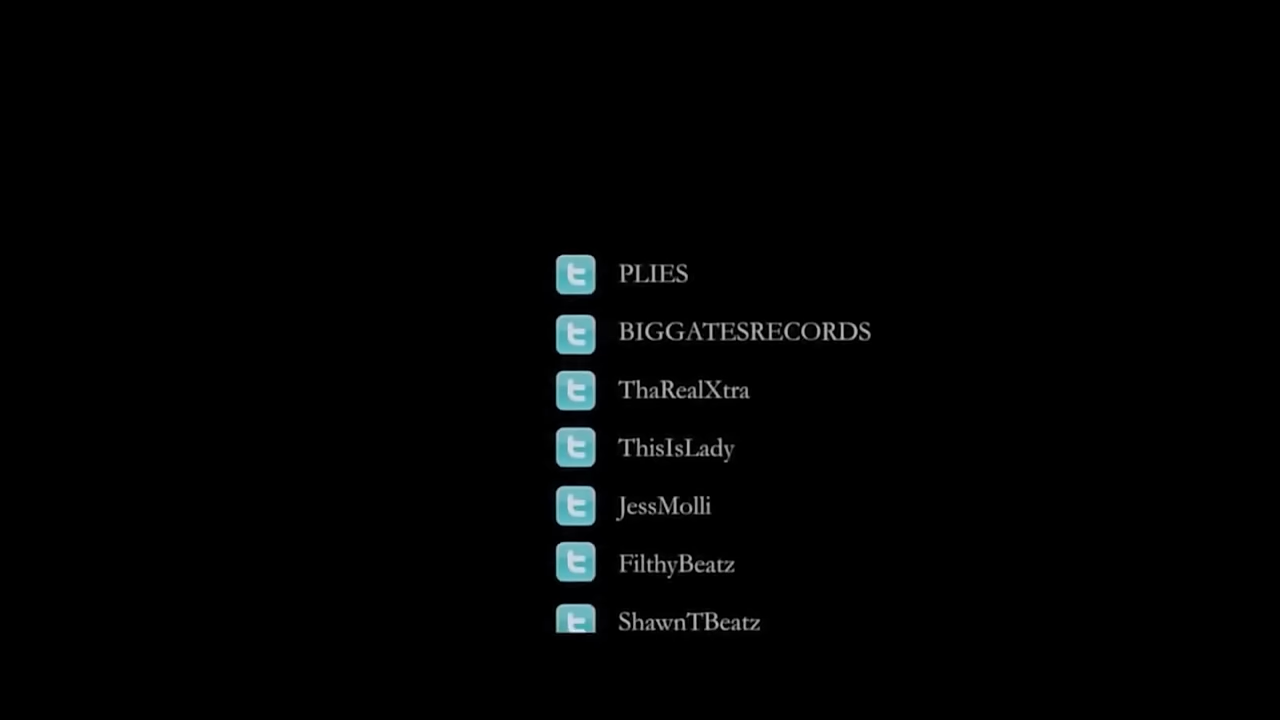 PLIES
BIGGATESRECORDS
ThaRealXtra
ThisIsLady
JessMolli
FilthyBeatz
ShawnTBeatz